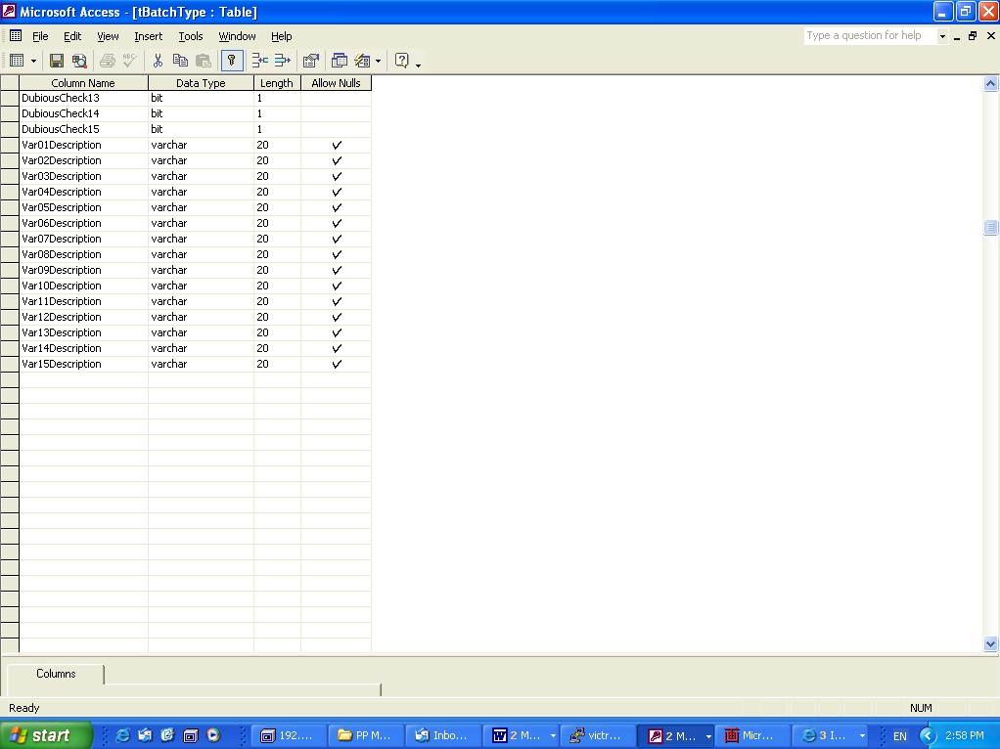 Microsoft Access - [tBatchType : Table]
File Edit View Insert Tools Window Help Type a question for help
Column Name Data Type Length Allow Nulls
DubiousCheck13 bit 1
DubiousCheck14 bit 1
DubiousCheck15 bit 1
Var01Description varchar 20
Var02Description varchar 20
Var03Description varchar 20
Var04Description varchar 20
Var05Description varchar 20
Var06Description varchar 20
Var07Description varchar 20
Var08Description varchar 20
Var09Description varchar 20
Var10Description varchar 20
Var11Description varchar 20
Var12Description varchar 20
Var13Description varchar 20
Var14Description varchar 20
Var15Description varchar 20
Columns
Ready NUM
start 192.... PP M... Inbo... 2 M... victr... 2 M... Micr... 3 I... EN 2:58 PM